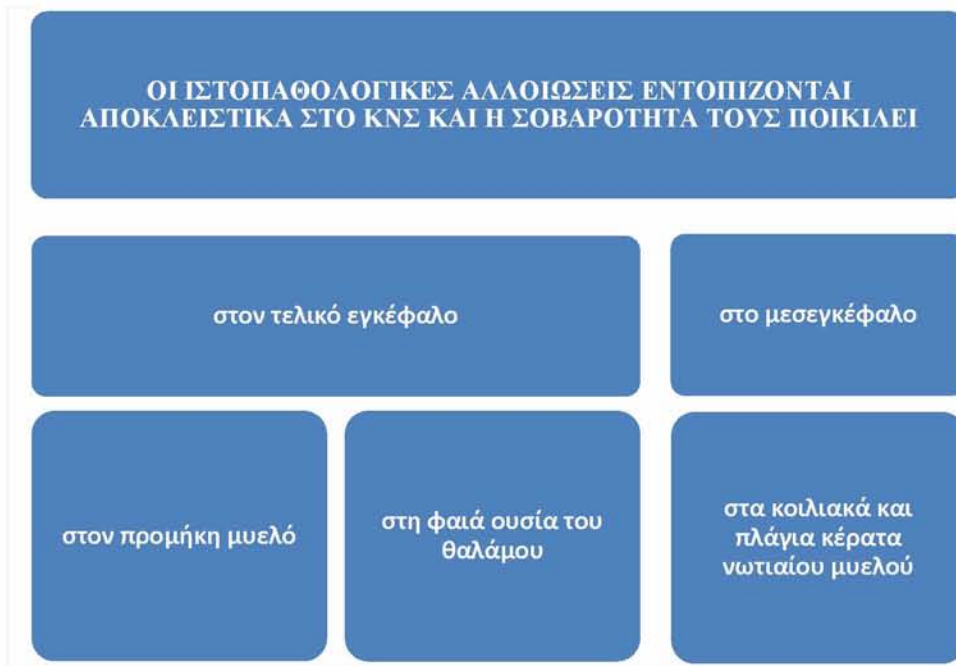 ΟΙ ΙΣΤΟΠΑΘΟΛΟΓΙΚΕΣ ΑΛΛΟΙΩΣΕΙΣ ΕΝΤΟΠΙΖΟΝΤΑΙ
ΑΠΟΚΛΕΙΣΤΙΚΑ ΣΤΟ ΚΝΣ ΚΑΙ Η ΣΟΒΑΡΟΤΗΤΑ ΤΟΥΣ ΠΟΙΚΙΛΕΙ
στον τελικό εγκέφαλο
στο μεσεγκέφαλο
στον προμήκη μυελό
στη φαιά ουσία του
θαλάμου
στα κοιλιακά και
πλάγια κέρατα
νωτιαίου μυελού